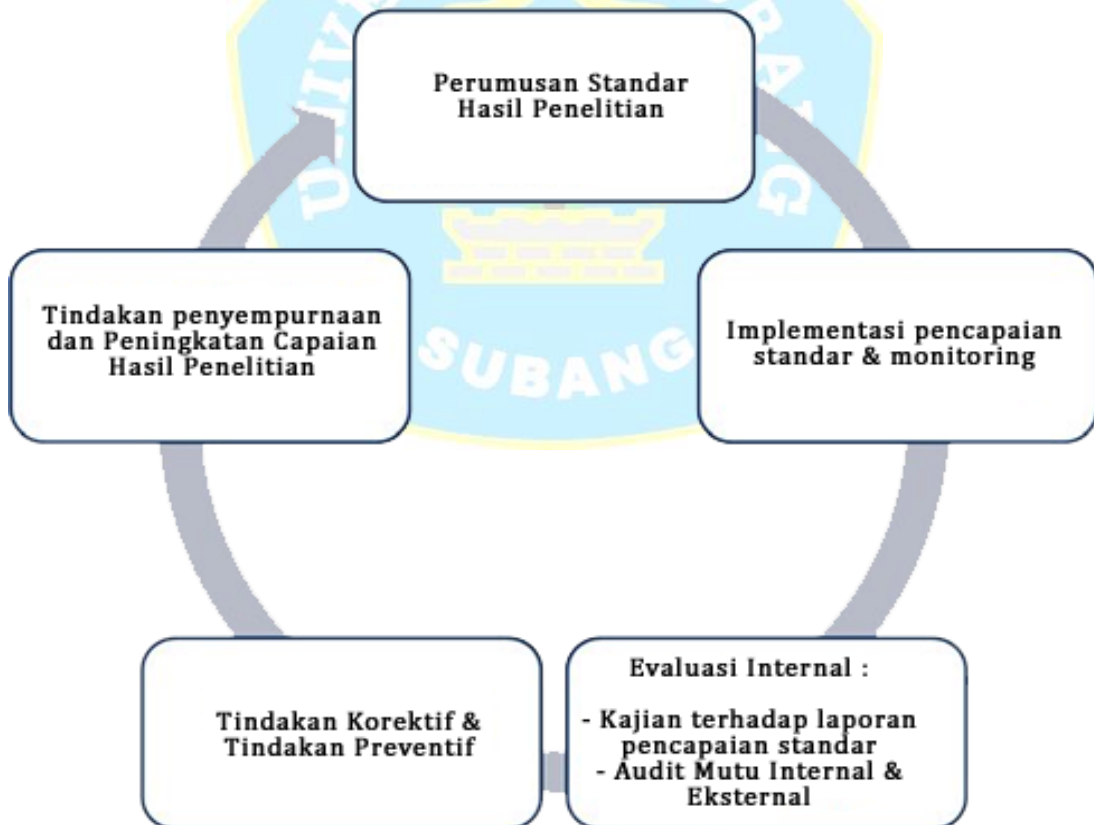 Perumusan Standar
Hasil Penelitian
Implementasi pencapaian
standar & monitoring
Evaluasi Internal :
- Kajian terhadap laporan
pencapaian standar
- Audit Mutu Internal &
Eksternal
Tindakan Korektif &
Tindakan Preventif
Tindakan penyempurnaan
dan Peningkatan Capaian
Hasil Penelitian
SUBANG